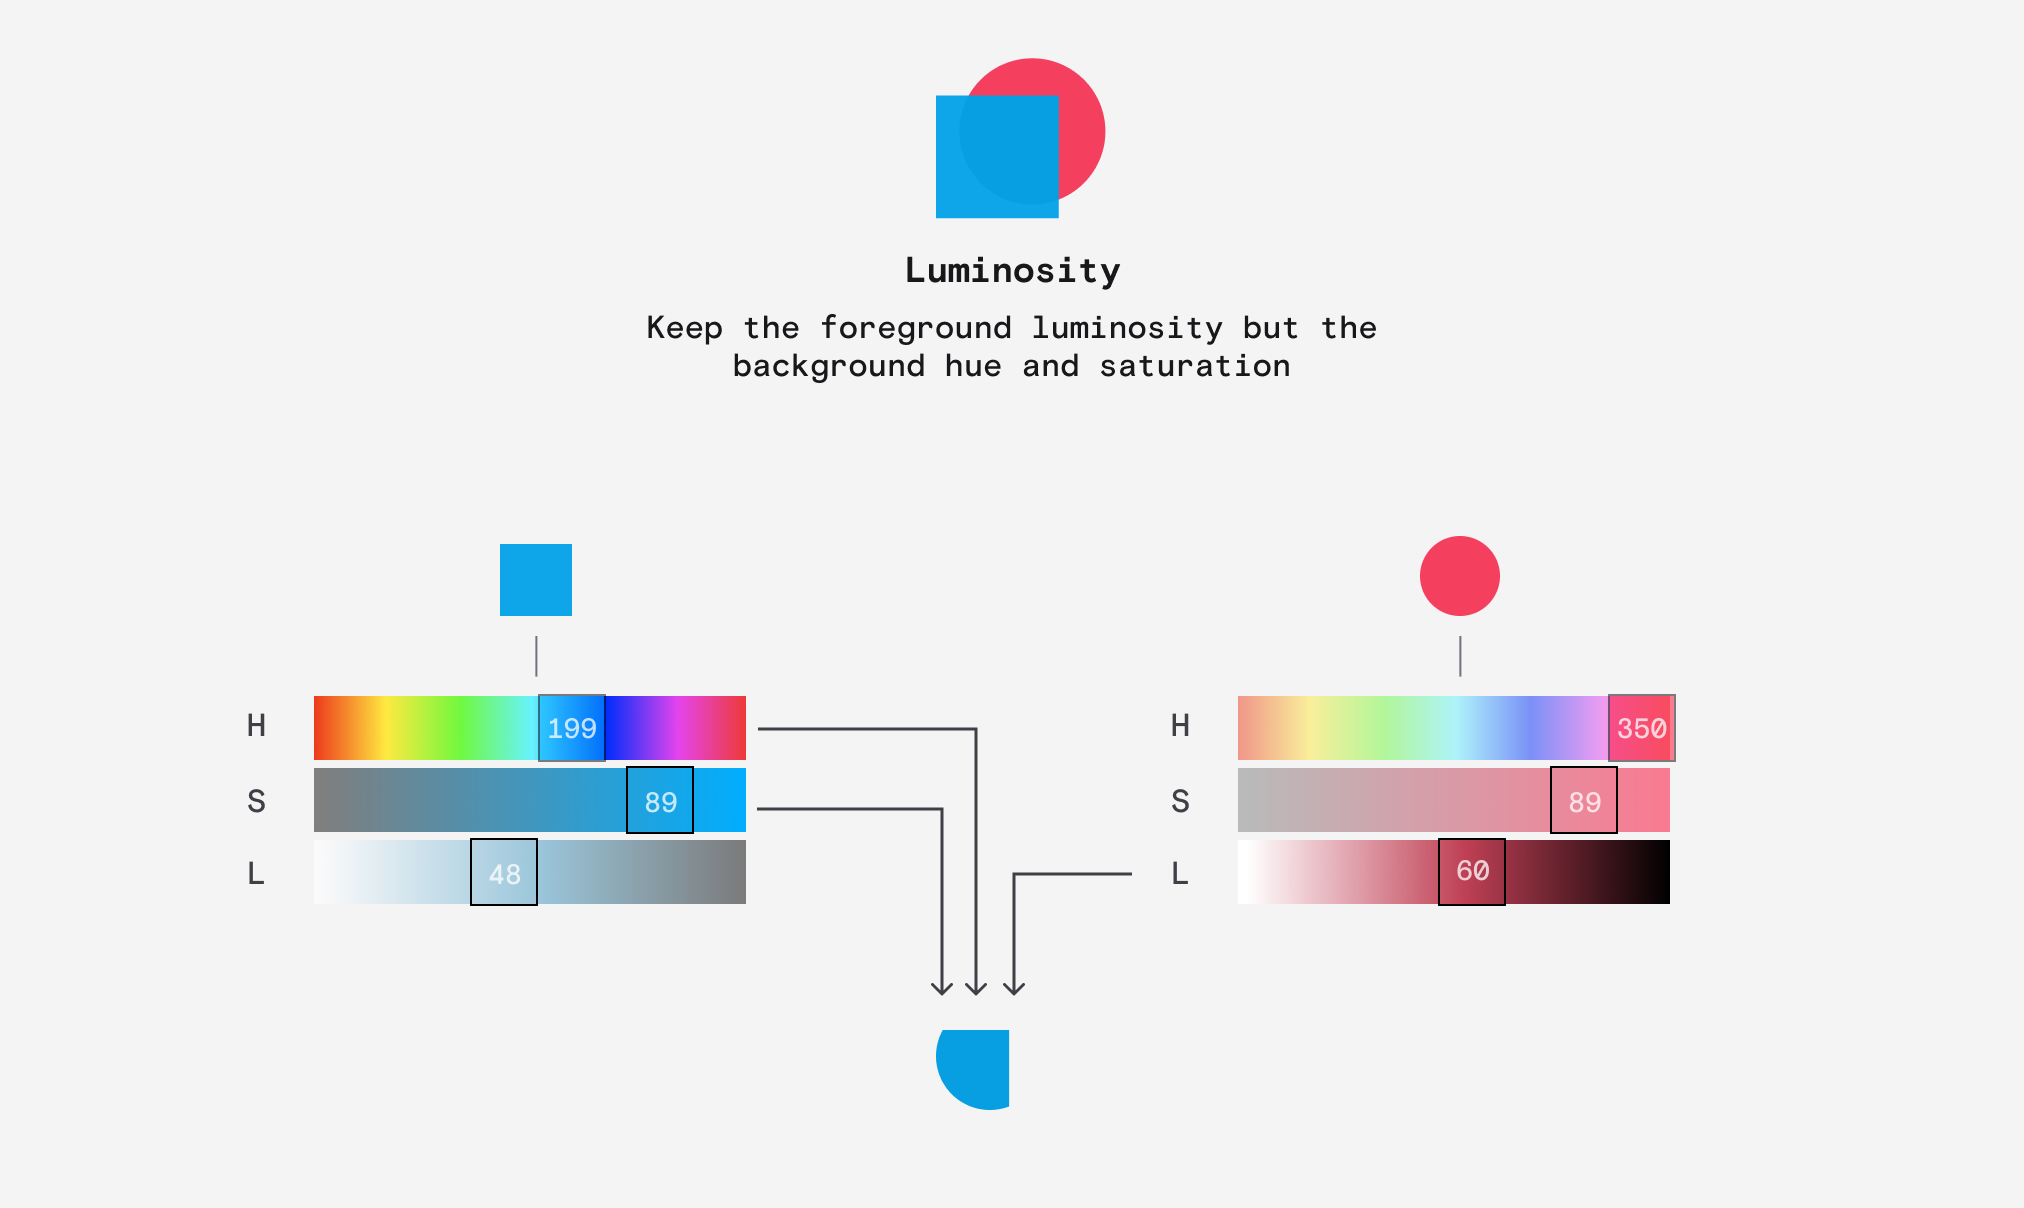 Luminosity
Keep the foreground luminosity but the
background hue and saturation
H 199
S 89
L 48
H 350
S 89
L 60